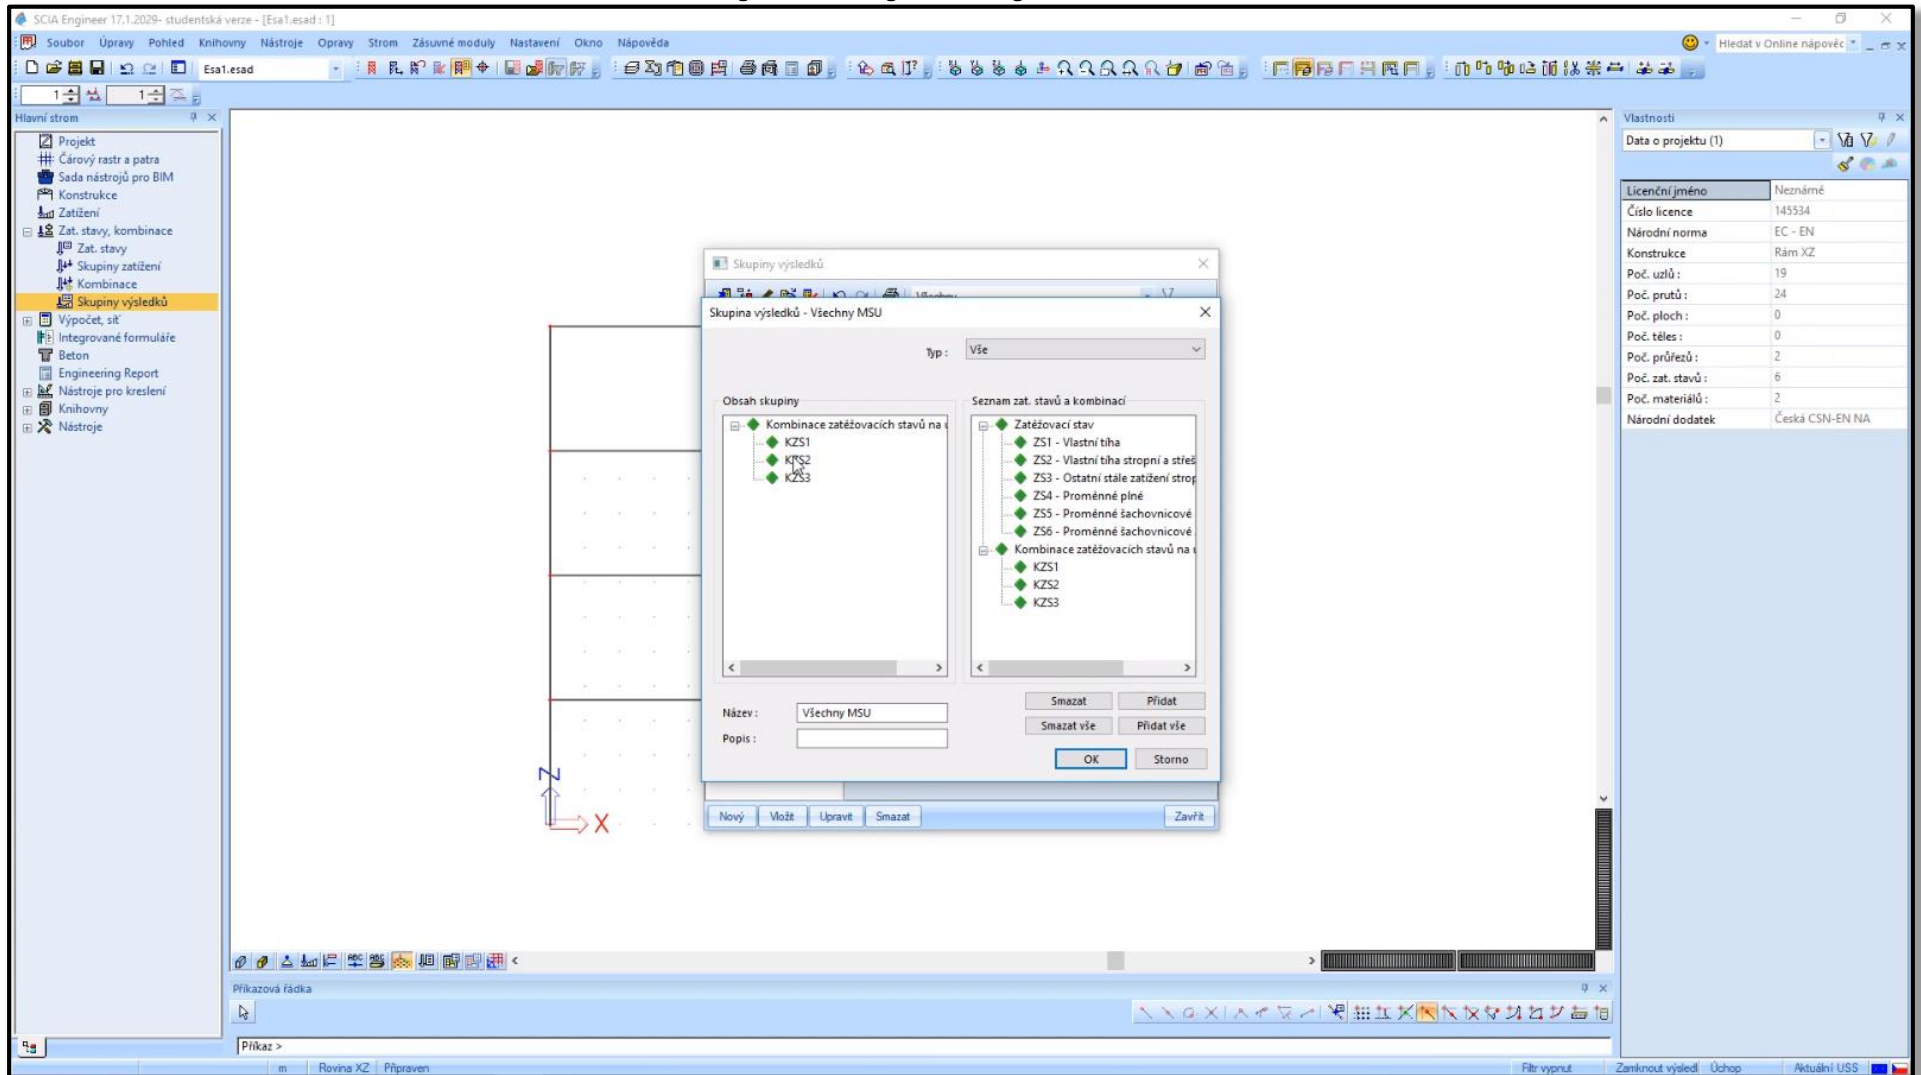 SCIA Engineer 17.1.2029- studentská verze - [Esa1.esad : 1]
Soubor Úpravy Pohled Knihovny Nástroje Opravy Strom Zásuvné moduly Nastavení Okno Nápověda
Hledat v Online nápověc
Esa1.esad
1 1
Hlavní strom
Projekt
Čárový rastr a patra
Sada nástrojů pro BIM
Konstrukce
Zatížení
Zat. stavy, kombinace
Zat. stavy
Skupiny zatížení
Kombinace
Skupiny výsledků
Výpočet, síť
Integrované formuláře
Beton
Engineering Report
Nástroje pro kreslení
Knihovny
Nástroje
Skupiny výsledků
Skupina výsledků - Všechny MSU
Typ : Vše
Obsah skupiny
Kombinace zatěžovacích stavů na
KZS1
KZS2
KZS3
Seznam zat. stavů a kombinací
Zatěžovací stav
ZS1 - Vlastní tíha
ZS2 - Vlastní tíha stropní a střeš
ZS3 - Ostatní stále zatížení strop
ZS4 - Proměnné plné
ZS5 - Proměnné šachovnicové
ZS6 - Proměnné šachovnicové
Kombinace zatěžovacích stavů na
KZS1
KZS2
KZS3
Smazat Přidat
Smazat vše Přidat vše
Název : Všechny MSU
Popis :
OK Storno
Nový Vložit Upravit Smazat Zavřít
Z
X
Vlastnosti
Data o projektu (1)
Licenční jméno Neznámé
Číslo licence 145534
Národní norma EC - EN
Konstrukce Rám XZ
Poč. uzlů : 19
Poč. prutů : 24
Poč. ploch : 0
Poč. těles : 0
Poč. průřezů : 2
Poč. zat. stavů : 6
Poč. materiálů : 2
Národní dodatek Česká CSN-EN NA
Příkazová řádka
Příkaz >
m Rovina XZ Připraven Filtr vypnut Zamknout výsledl Úchop Aktuální USS